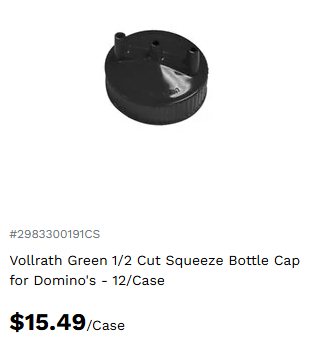 #2983300191CS
Vollrath Green 1/2 Cut Squeeze Bottle Cap
for Domino's - 12/Case
$15.49/Case